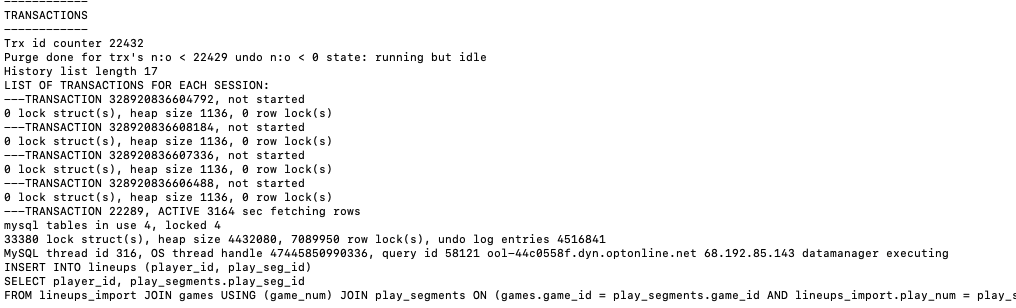 ------------
TRANSACTIONS
------------
Trx id counter 22432
Purge done for trx's n:o < 22429 undo n:o < 0 state: running but idle
History list length 17
LIST OF TRANSACTIONS FOR EACH SESSION:
---TRANSACTION 328920836604792, not started
0 lock struct(s), heap size 1136, 0 row lock(s)
---TRANSACTION 328920836608184, not started
0 lock struct(s), heap size 1136, 0 row lock(s)
---TRANSACTION 328920836607336, not started
0 lock struct(s), heap size 1136, 0 row lock(s)
---TRANSACTION 328920836606488, not started
0 lock struct(s), heap size 1136, 0 row lock(s)
---TRANSACTION 22289, ACTIVE 3164 sec fetching rows
mysql tables in use 4, locked 4
33380 lock struct(s), heap size 4432080, 7089950 row lock(s), undo log entries 4516841
MySQL thread id 316, OS thread handle 47445850990336, query id 58121 ool-44c0558f.dyn.optonline.net 68.192.85.143 datamanager executing
INSERT INTO lineups (player_id, play_seg_id)
SELECT player_id, play_segments.play_seg_id
FROM lineups_import JOIN games USING (game_num) JOIN play_segments ON (games.game_id = play_segments.game_id AND lineups_import.play_num = play_s